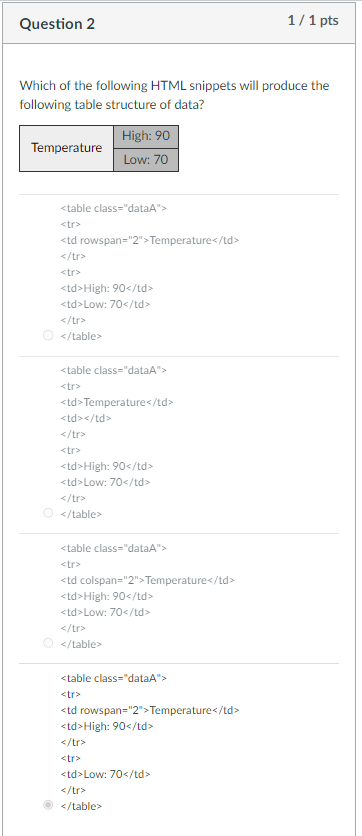 Question 2
1 / 1 pts
Which of the following HTML snippets will produce the
following table structure of data?
Temperature
High: 90
Low: 70
<table class="dataA">
<tr>
<td rowspan="2">Temperature</td>
</tr>
<tr>
<td>High: 90</td>
<td>Low: 70</td>
</tr>
</table>
<table class="dataA">
<tr>
<td>Temperature</td>
<td></td>
</tr>
<tr>
<td>High: 90</td>
<td>Low: 70</td>
</tr>
</table>
<table class="dataA">
<tr>
<td colspan="2">Temperature</td>
<td>High: 90</td>
<td>Low: 70</td>
</tr>
</table>
<table class="dataA">
<tr>
<td rowspan="2">Temperature</td>
<td>High: 90</td>
</tr>
<tr>
<td>Low: 70</td>
</tr>
</table>